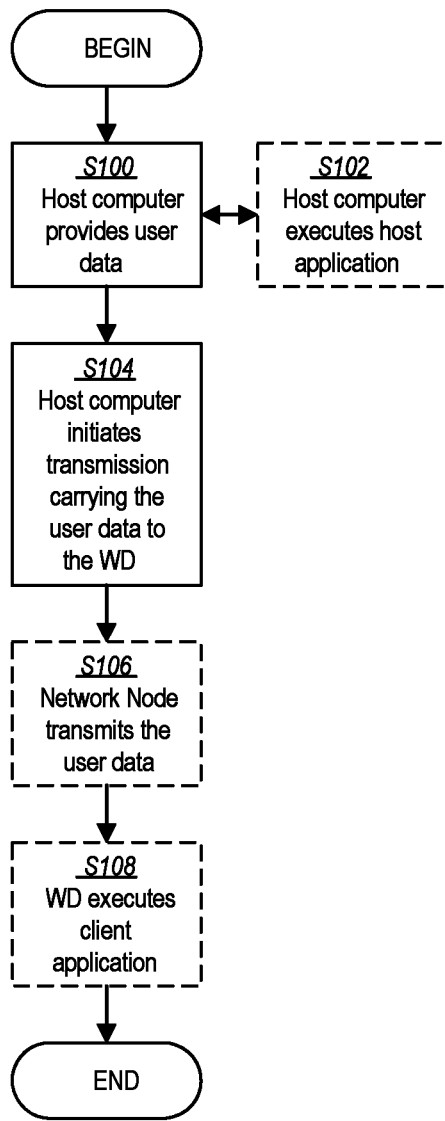 BEGIN
S100
Host computer
provides user
data
S102
Host computer
executes host
application
S104
Host computer
initiates
transmission
carrying the
user data to
the WD
S106
Network Node
transmits the
user data
S108
WD executes
client
application
END